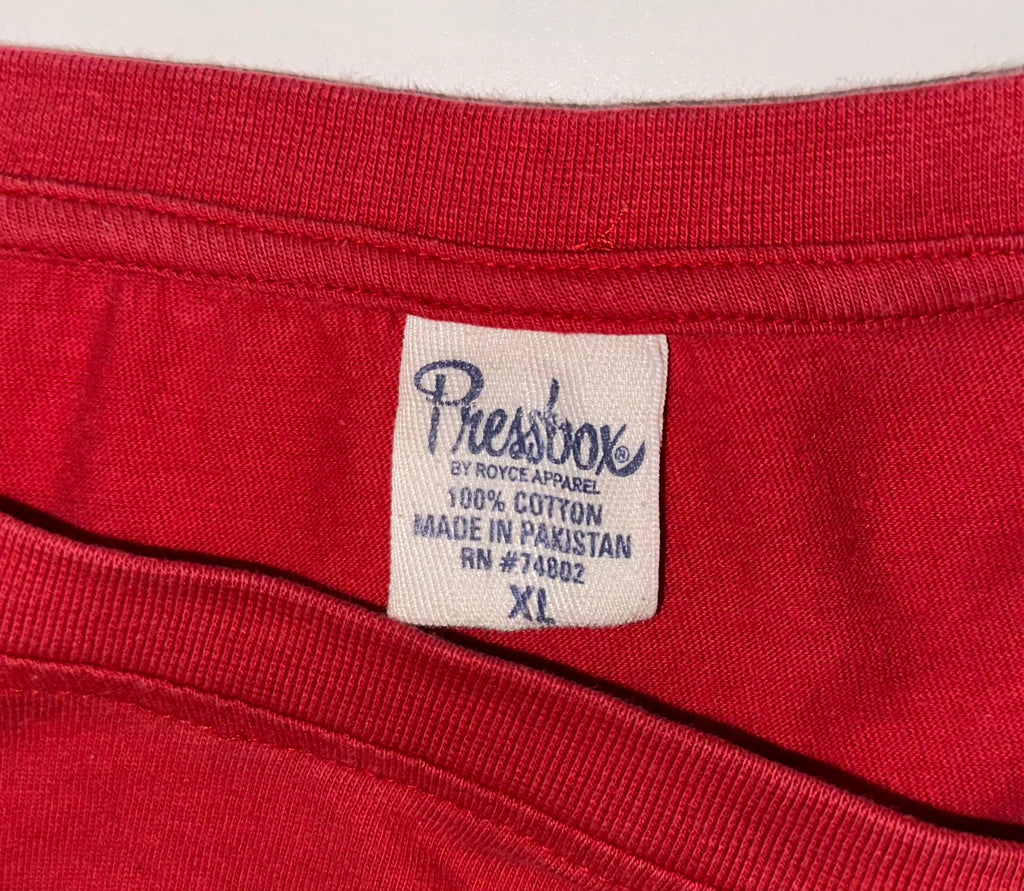 Pressbox®
BY ROYCE APPAREL
100% COTTON
MADE IN PAKISTAN
RN #74802
XL